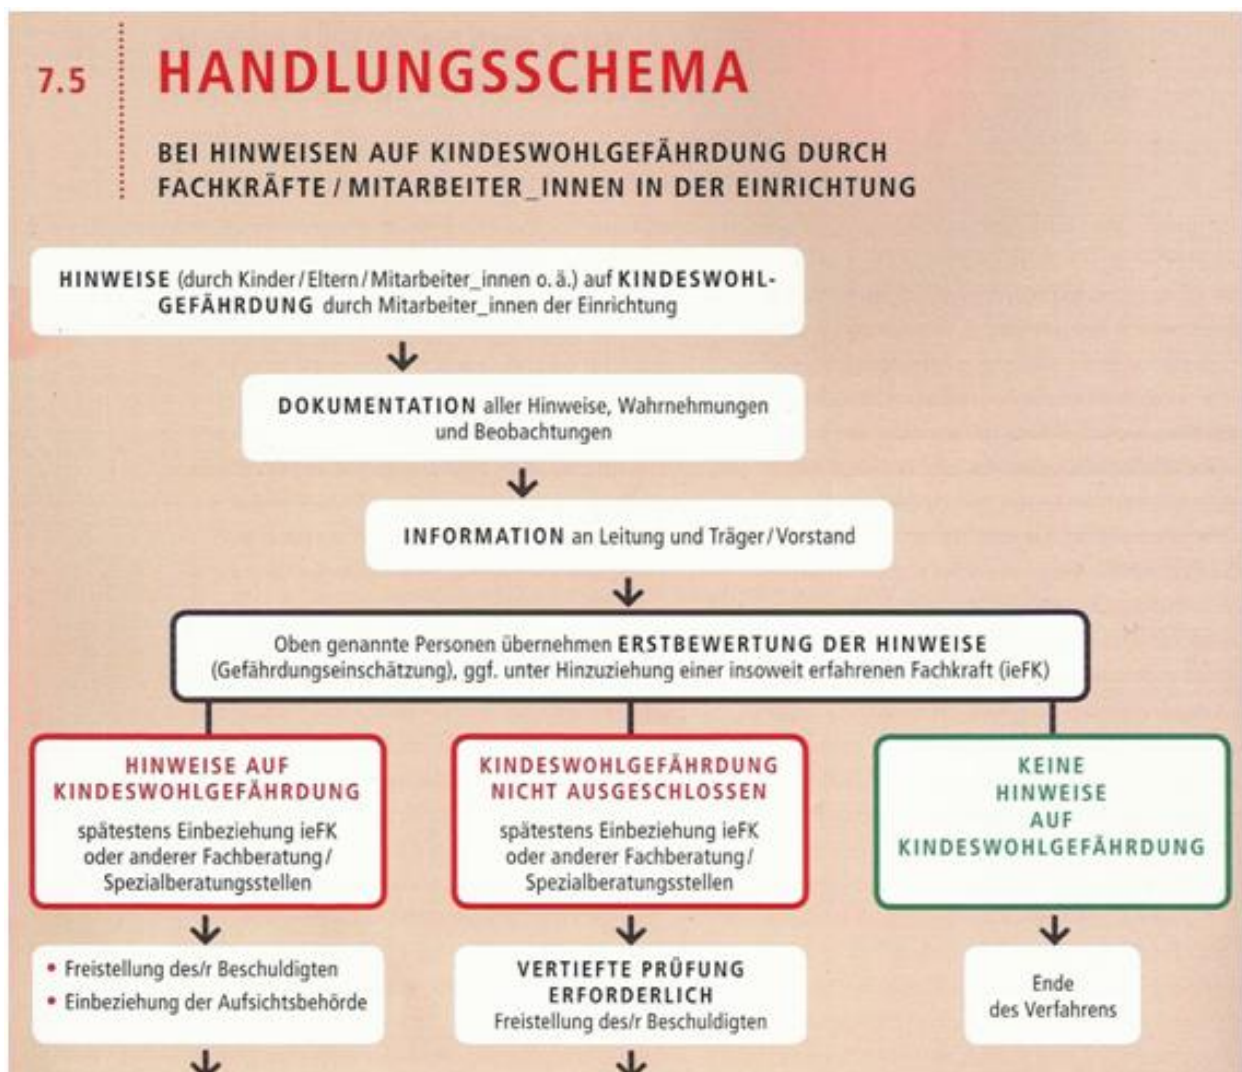 7.5
HANDLUNGSSCHEMA
BEI HINWEISEN AUF KINDESWOHLGEFÄHRDUNG DURCH
FACHKRÄFTE / MITARBEITER_INNEN IN DER EINRICHTUNG
HINWEISE (durch Kinder / Eltern / Mitarbeiter_innen o. ä.) auf KINDESWOHL-
GEFÄHRDUNG durch Mitarbeiter_innen der Einrichtung
DOKUMENTATION aller Hinweise, Wahrnehmungen
und Beobachtungen
INFORMATION an Leitung und Träger / Vorstand
Oben genannte Personen übernehmen ERSTBEWERTUNG DER HINWEISE
(Gefährdungseinschätzung), ggf. unter Hinzuziehung einer insoweit erfahrenen Fachkraft (ieFK)
HINWEISE AUF
KINDESWOHLGEFÄHRDUNG
spätestens Einbeziehung ieFK
oder anderer Fachberatung /
Spezialberatungsstellen
KINDESWOHLGEFÄHRDUNG
NICHT AUSGESCHLOSSEN
spätestens Einbeziehung ieFK
oder anderer Fachberatung /
Spezialberatungsstellen
KEINE
HINWEISE
AUF
KINDESWOHLGEFÄHRDUNG
• Freistellung des/r Beschuldigten
• Einbeziehung der Aufsichtsbehörde
VERTIEFTE PRÜFUNG
ERFORDERLICH
Freistellung des/r Beschuldigten
Ende
des Verfahrens